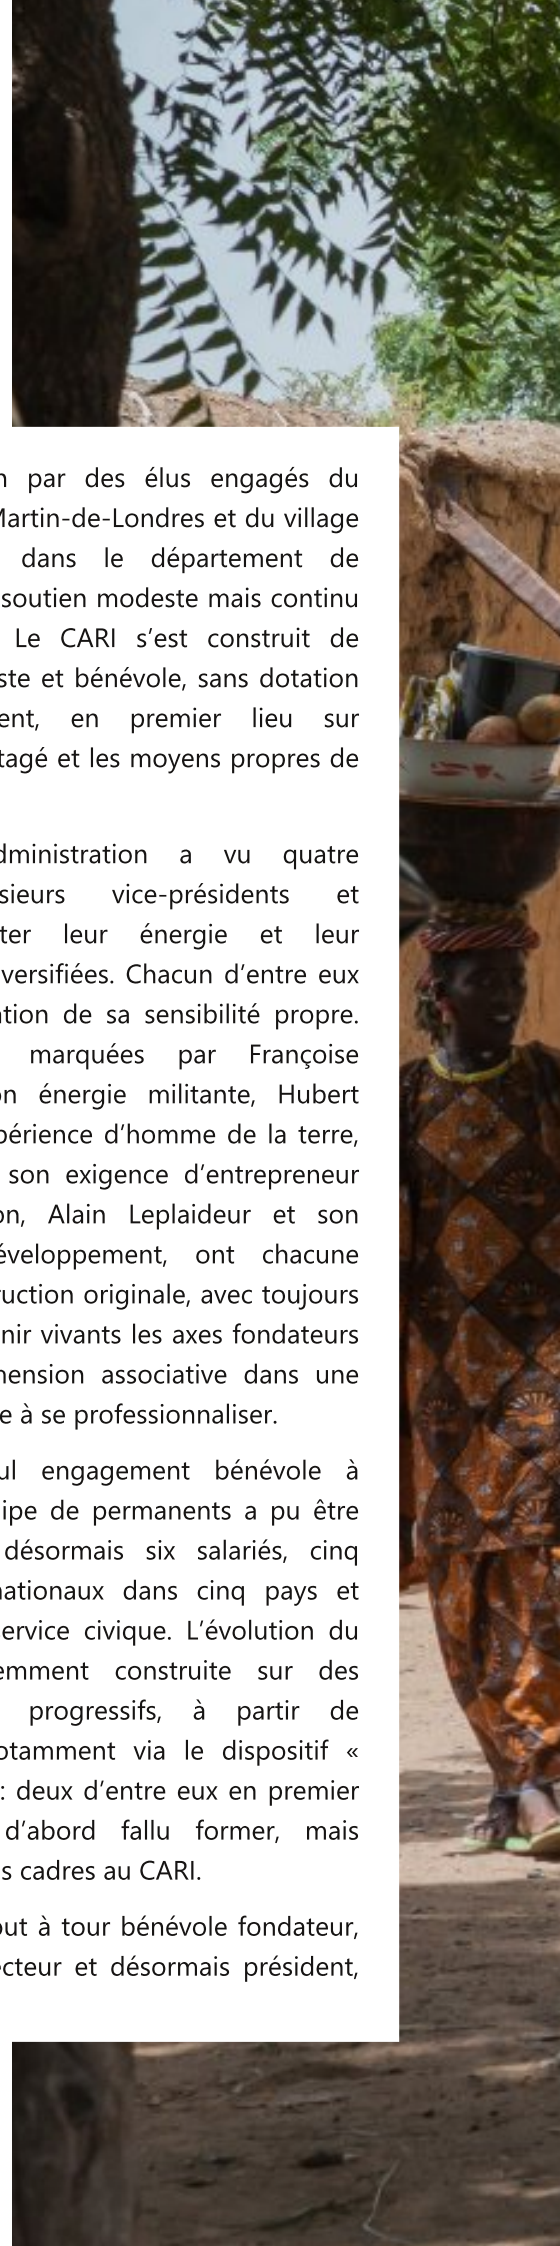 n par des élus engagés du
Martin-de-Londres et du village
dans le département de
soutien modeste mais continu
Le CARI s’est construit de
ste et bénévole, sans dotation
ent, en premier lieu sur
tagé et les moyens propres de
dministration a vu quatre
sieurs vice-présidents et
ter leur énergie et leur
versifiées. Chacun d’entre eux
ation de sa sensibilité propre.
marquées par Françoise
on énergie militante, Hubert
périence d’homme de la terre,
son exigence d’entrepreneur
on, Alain Leplaideur et son
éveloppement, ont chacune
ruction originale, avec toujours
nir vivants les axes fondateurs
mension associative dans une
e à se professionnaliser.
ul engagement bénévole à
ipe de permanents a pu être
désormais six salariés, cinq
nationaux dans cinq pays et
service civique. L’évolution du
emment construite sur des
progressifs, à partir de
otamment via le dispositif «
: deux d’entre eux en premier
d’abord fallu former, mais
s cadres au CARI.
out à tour bénévole fondateur,
ecteur et désormais président,